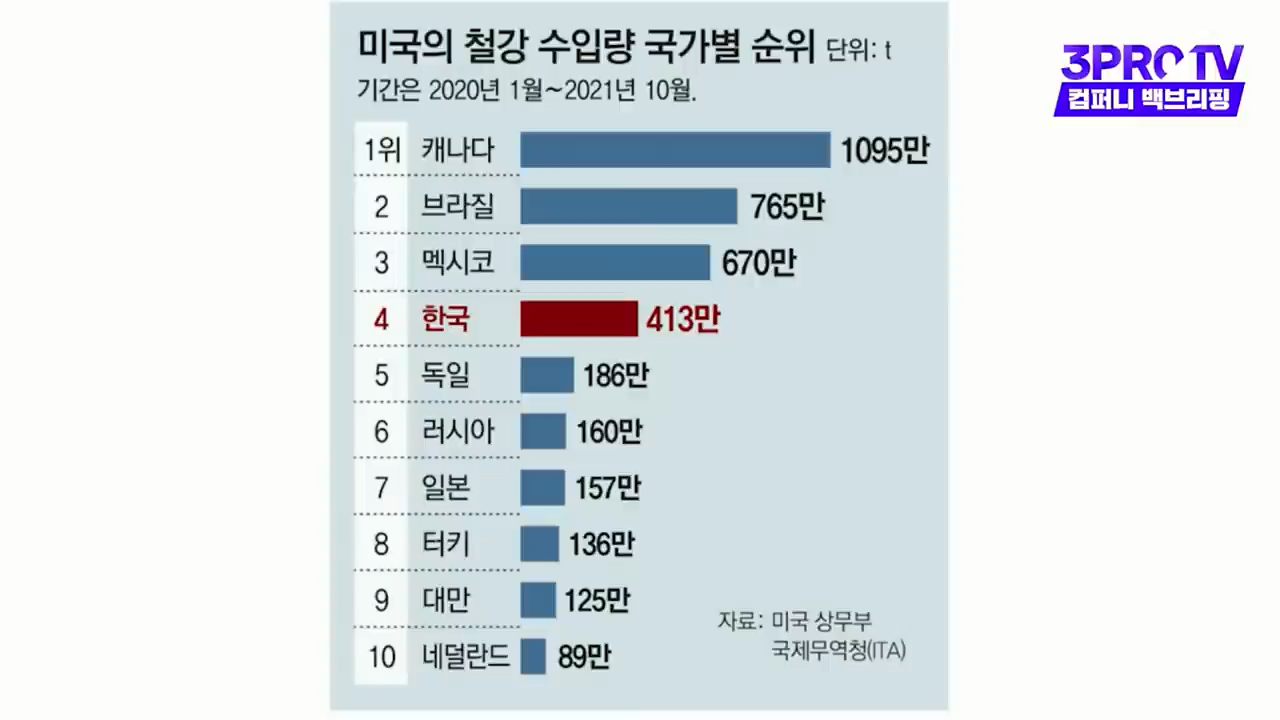 미국의 철강 수입량 국가별 순위 단위: t
기간은 2020년 1월~2021년 10월.
3PRO TV
컴퍼니 백브리핑
1위 캐나다 1095만
2 브라질 765만
3 멕시코 670만
4 한국 413만
5 독일 186만
6 러시아 160만
7 일본 157만
8 터키 136만
9 대만 125만
10 네덜란드 89만
자료: 미국 상무부
국제무역청(ITA)